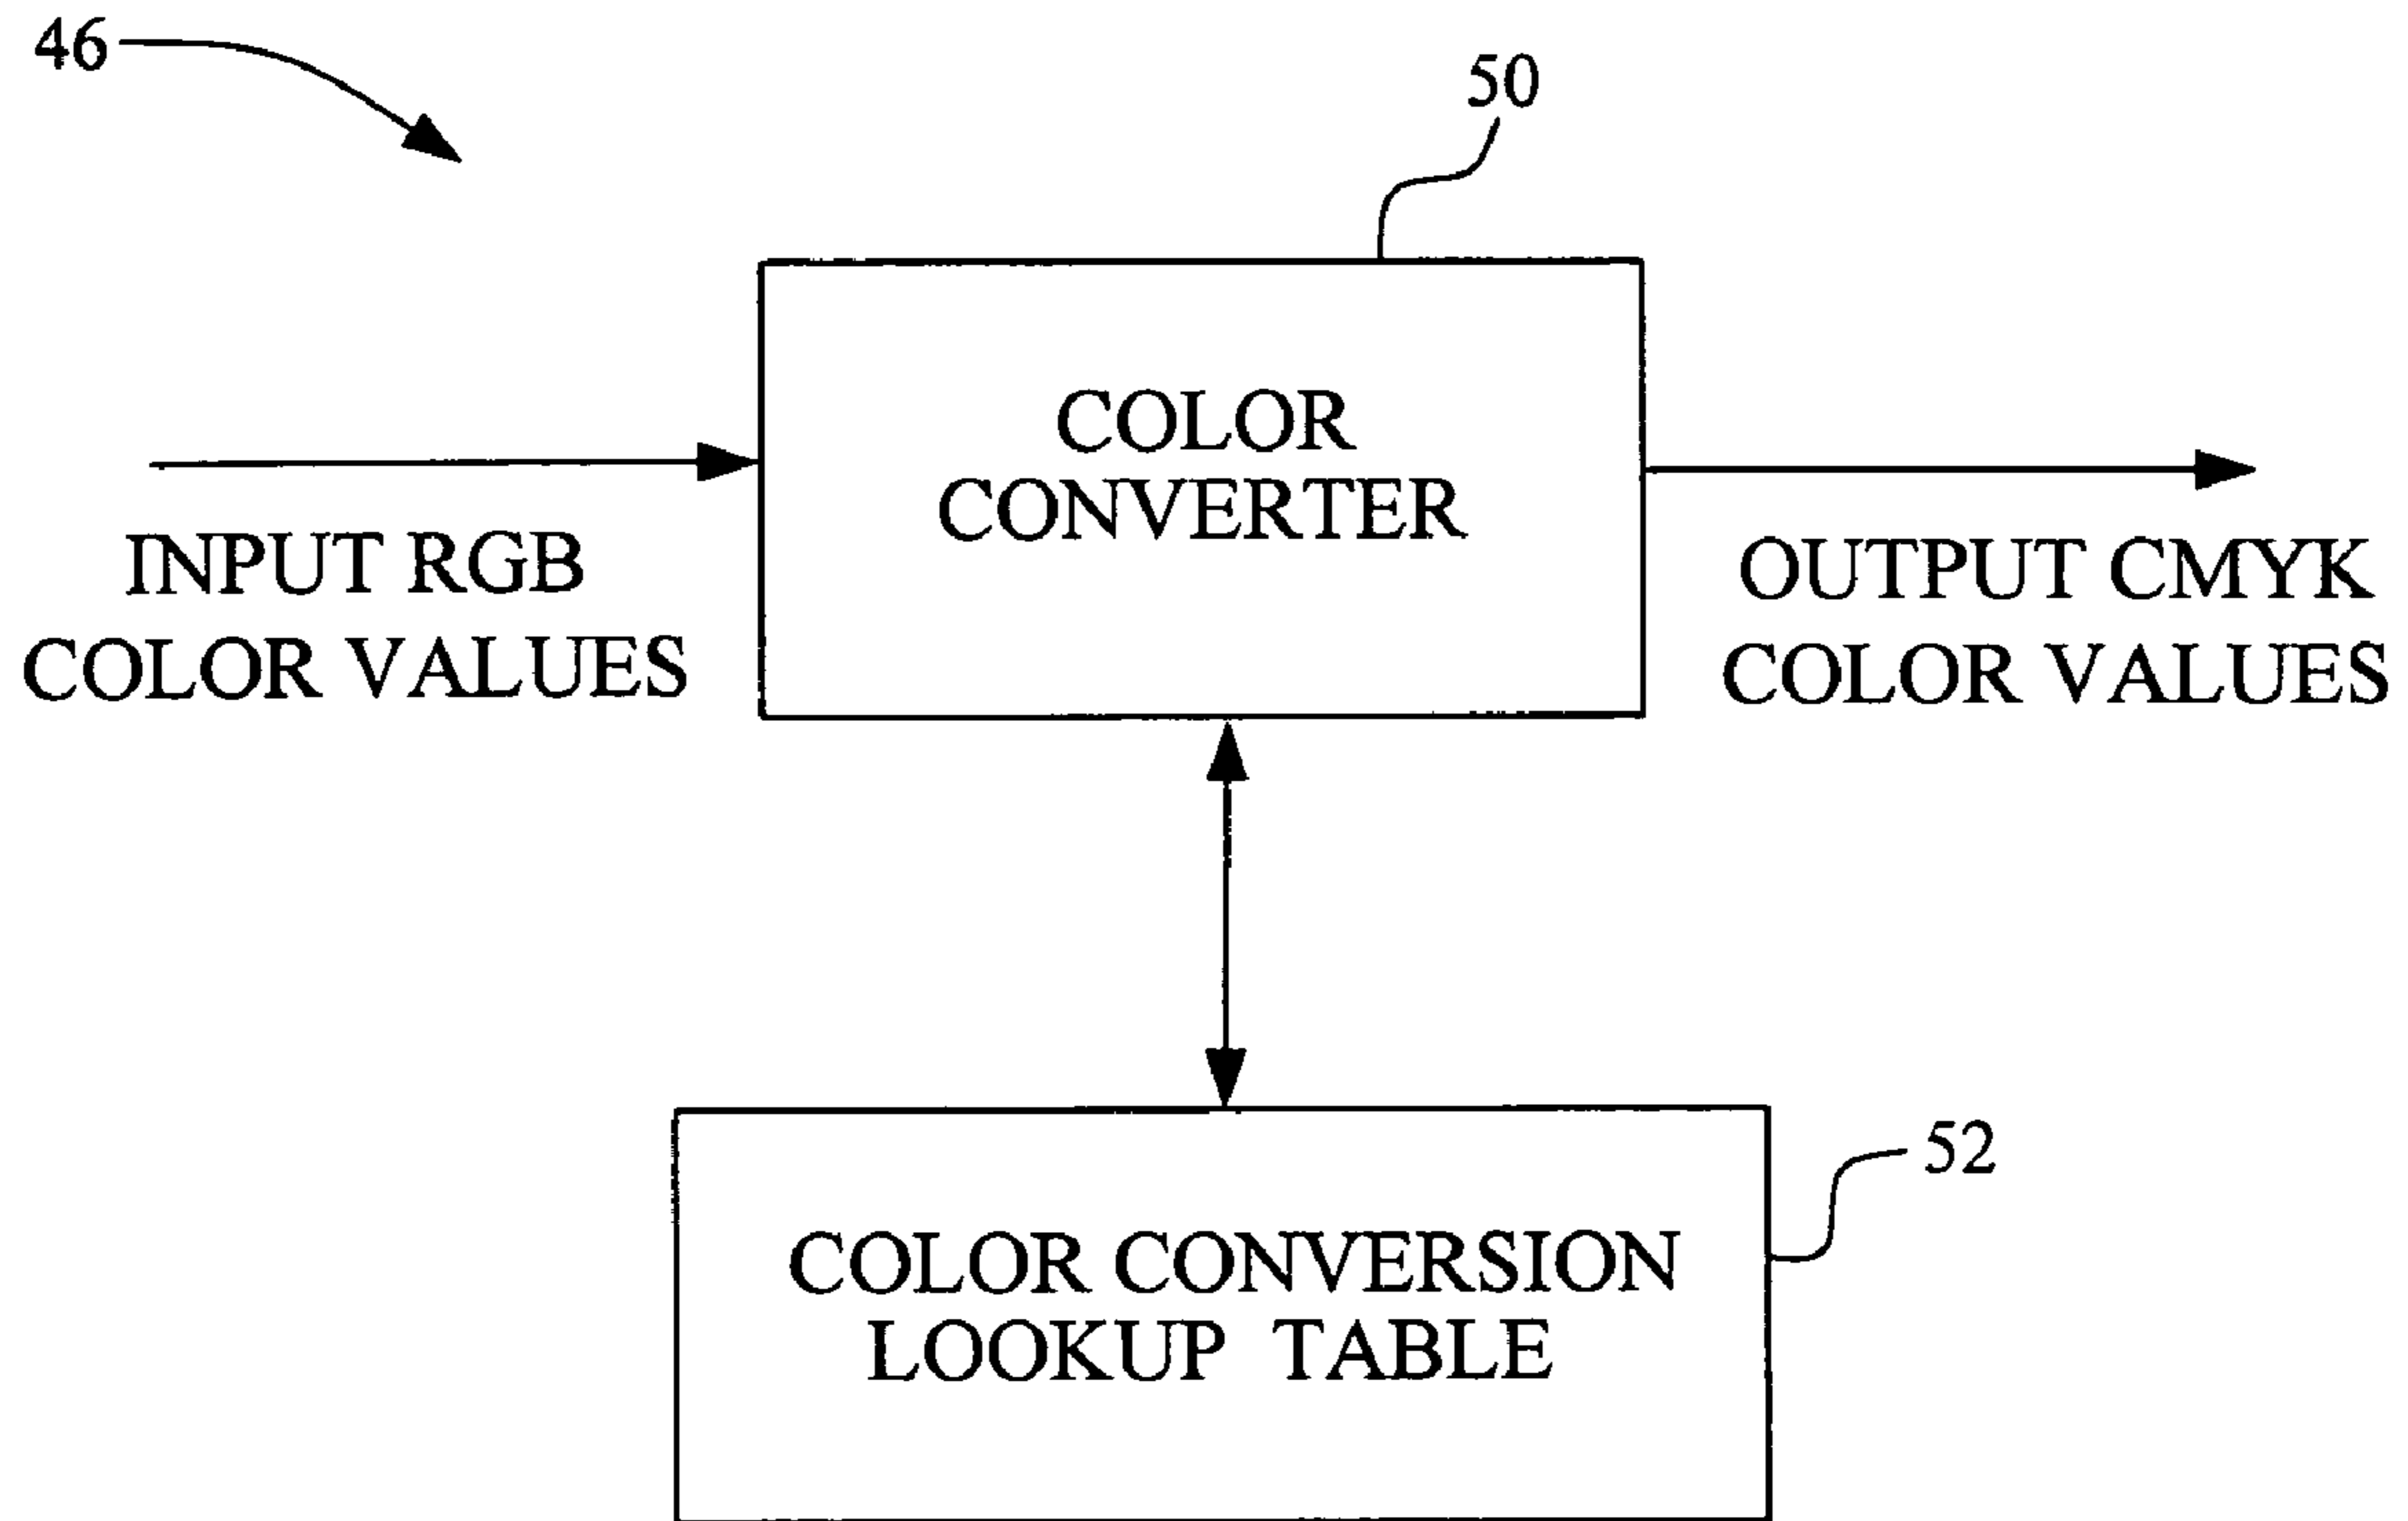 46
50
COLOR
CONVERTER
INPUT RGB
COLOR VALUES
OUTPUT CMYK
COLOR VALUES
52
COLOR CONVERSION
LOOKUP TABLE